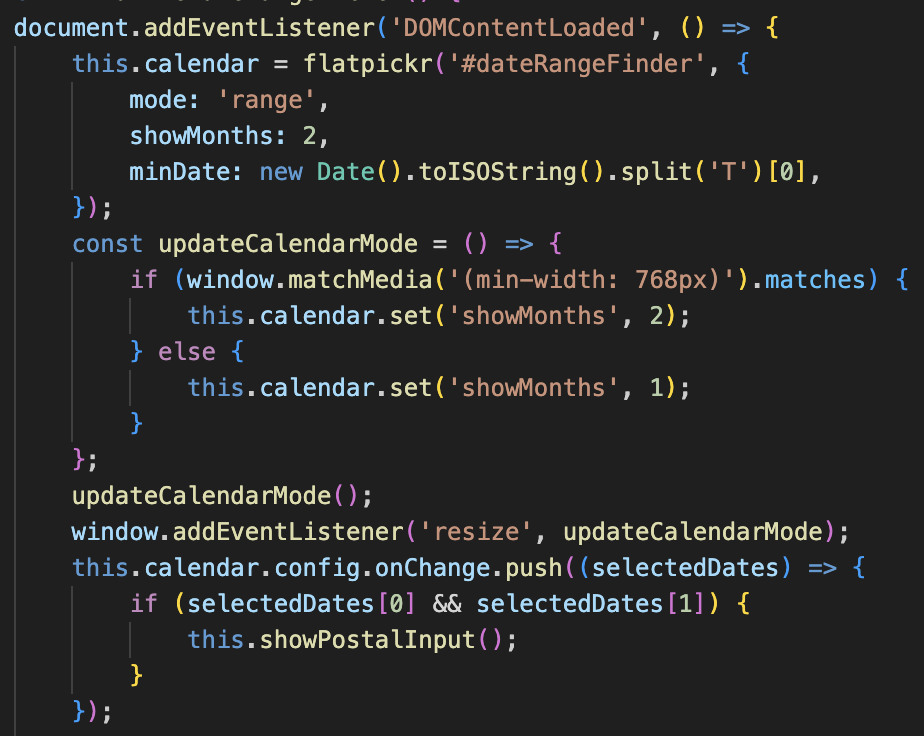 document.addEventListener('DOMContentLoaded', () => {
    this.calendar = flatpickr('#dateRangeFinder', {
        mode: 'range',
        showMonths: 2,
        minDate: new Date().toISOString().split('T')[0],
    });
    const updateCalendarMode = () => {
        if (window.matchMedia('(min-width: 768px)').matches) {
            this.calendar.set('showMonths', 2);
        } else {
            this.calendar.set('showMonths', 1);
        }
    };
    updateCalendarMode();
    window.addEventListener('resize', updateCalendarMode);
    this.calendar.config.onChange.push((selectedDates) => {
        if (selectedDates[0] && selectedDates[1]) {
            this.showPostalInput();
        }
    });